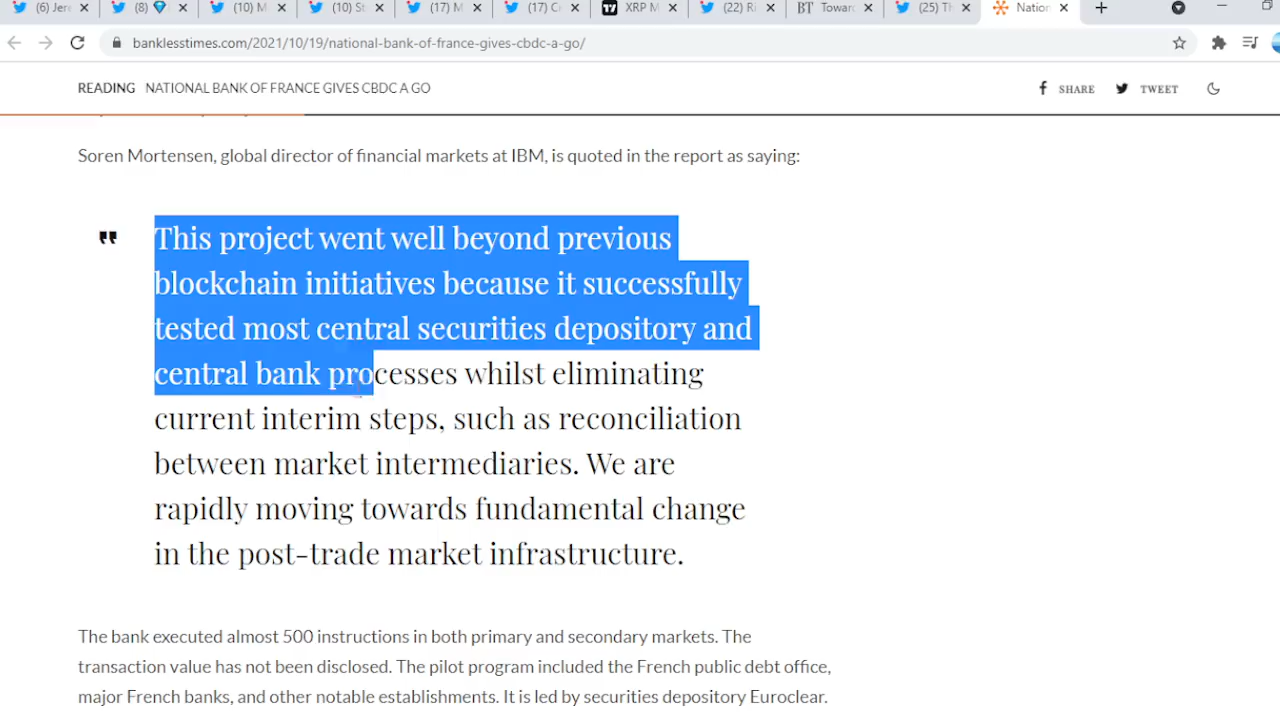 (6) Jere
(8)
(10) M
(10) S
(17) M
(17) C
XRP M
(22) Ri
BT Towar
(25) Th
Nation
banklesstimes.com/2021/10/19/national-bank-of-france-gives-cbdc-a-go/
READING NATIONAL BANK OF FRANCE GIVES CBDC A GO
SHARE TWEET
Soren Mortensen, global director of financial markets at IBM, is quoted in the report as saying:
This project went well beyond previous
blockchain initiatives because it successfully
tested most central securities depository and
central bank processes whilst eliminating
current interim steps, such as reconciliation
between market intermediaries. We are
rapidly moving towards fundamental change
in the post-trade market infrastructure.
The bank executed almost 500 instructions in both primary and secondary markets. The
transaction value has not been disclosed. The pilot program included the French public debt office,
major French banks, and other notable establishments. It is led by securities depository Euroclear.